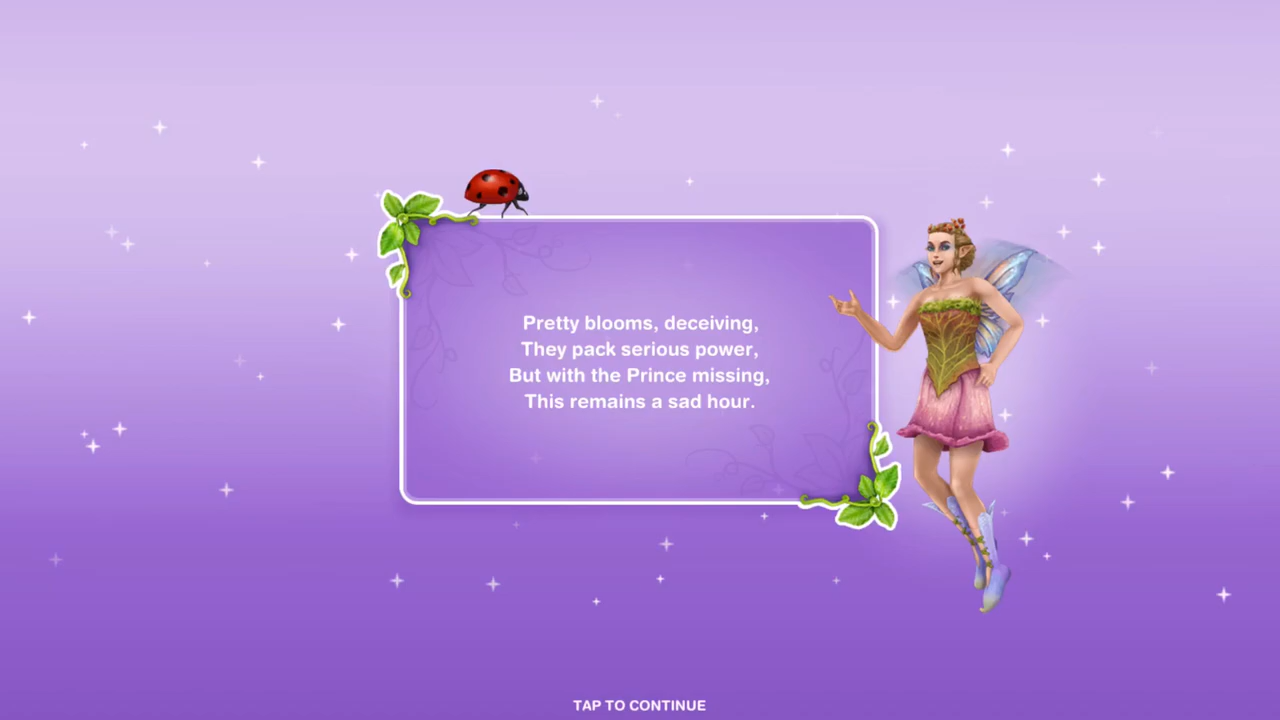 Pretty blooms, deceiving,
They pack serious power,
But with the Prince missing,
This remains a sad hour.
TAP TO CONTINUE